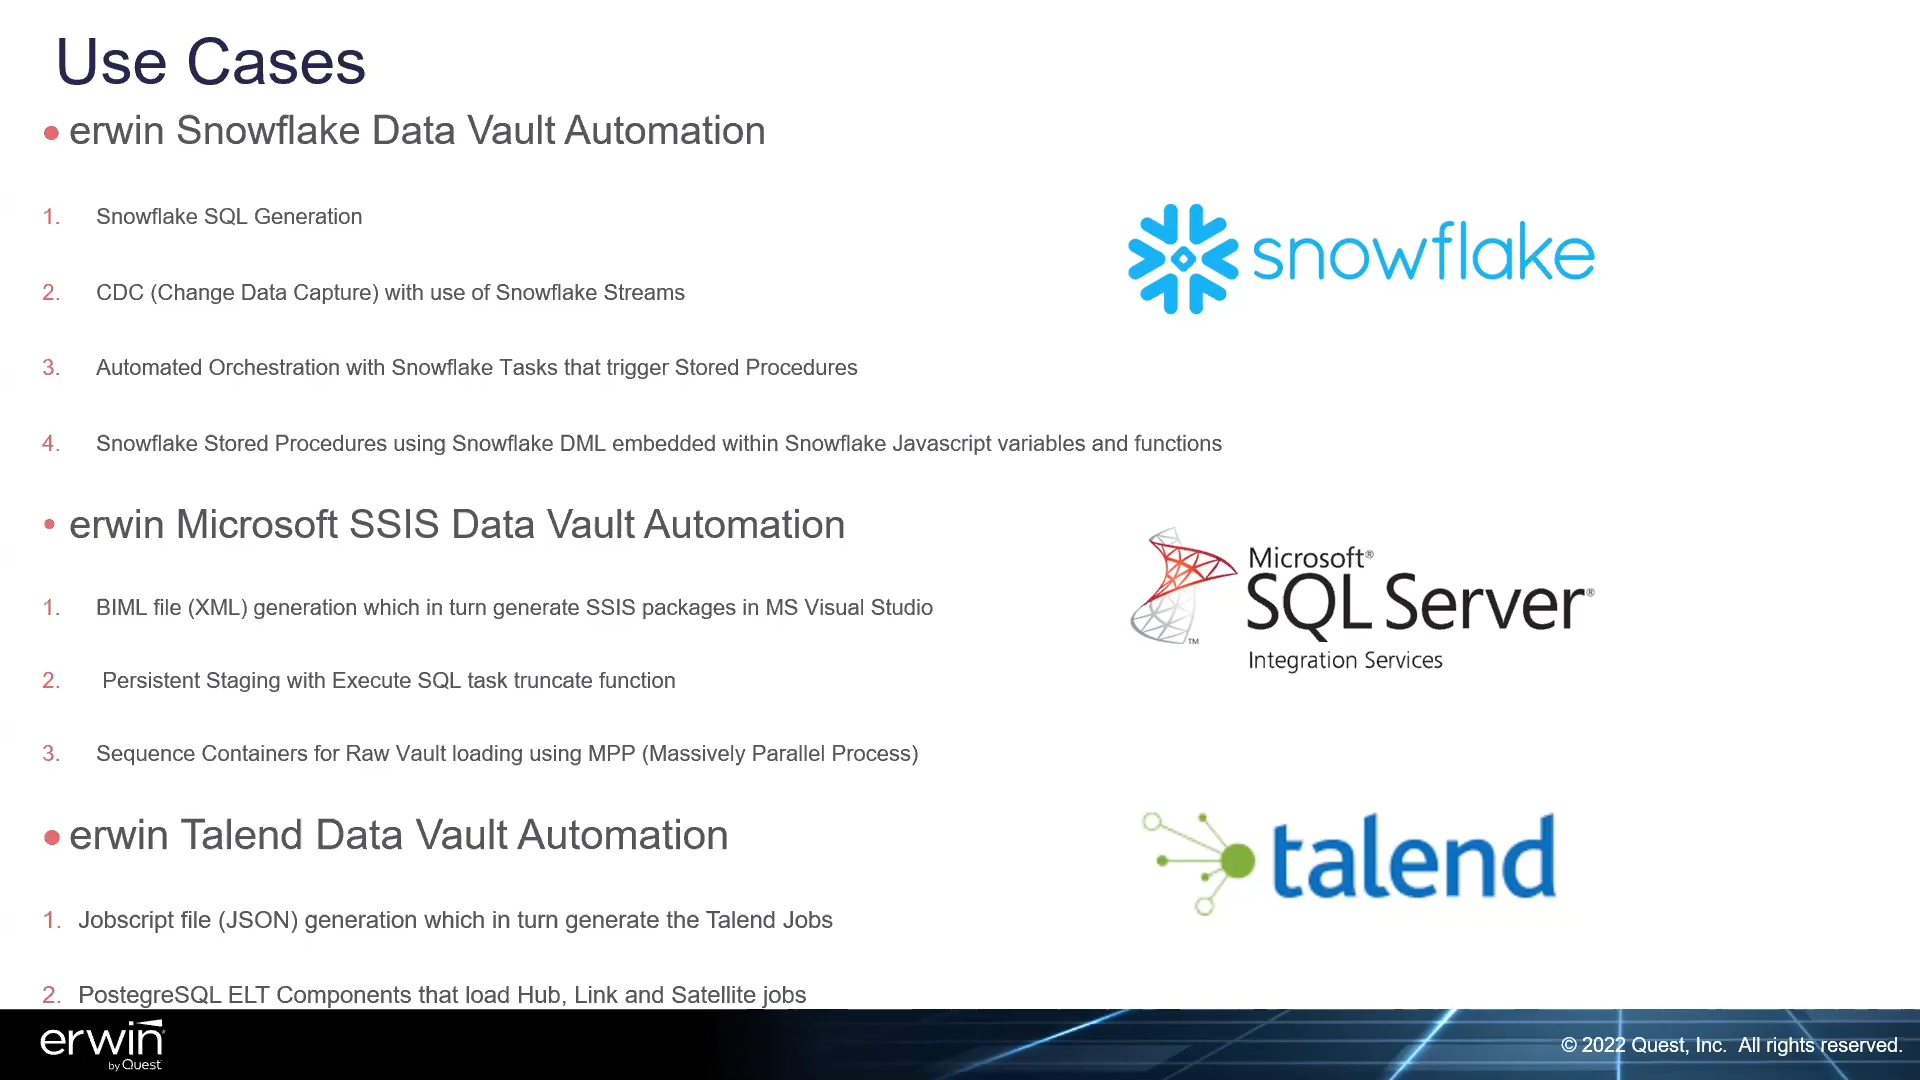 Use Cases
• erwin Snowflake Data Vault Automation
1. Snowflake SQL Generation
2. CDC (Change Data Capture) with use of Snowflake Streams
3. Automated Orchestration with Snowflake Tasks that trigger Stored Procedures
4. Snowflake Stored Procedures using Snowflake DML embedded within Snowflake Javascript variables and functions
snowflake
• erwin Microsoft SSIS Data Vault Automation
1. BIML file (XML) generation which in turn generate SSIS packages in MS Visual Studio
2. Persistent Staging with Execute SQL task truncate function
3. Sequence Containers for Raw Vault loading using MPP (Massively Parallel Process)
Microsoft®
SQL Server®
™
Integration Services
• erwin Talend Data Vault Automation
1. Jobscript file (JSON) generation which in turn generate the Talend Jobs
2. PostegreSQL ELT Components that load Hub, Link and Satellite jobs
talend
erwin
by Quest
© 2022 Quest, Inc. All rights reserved.